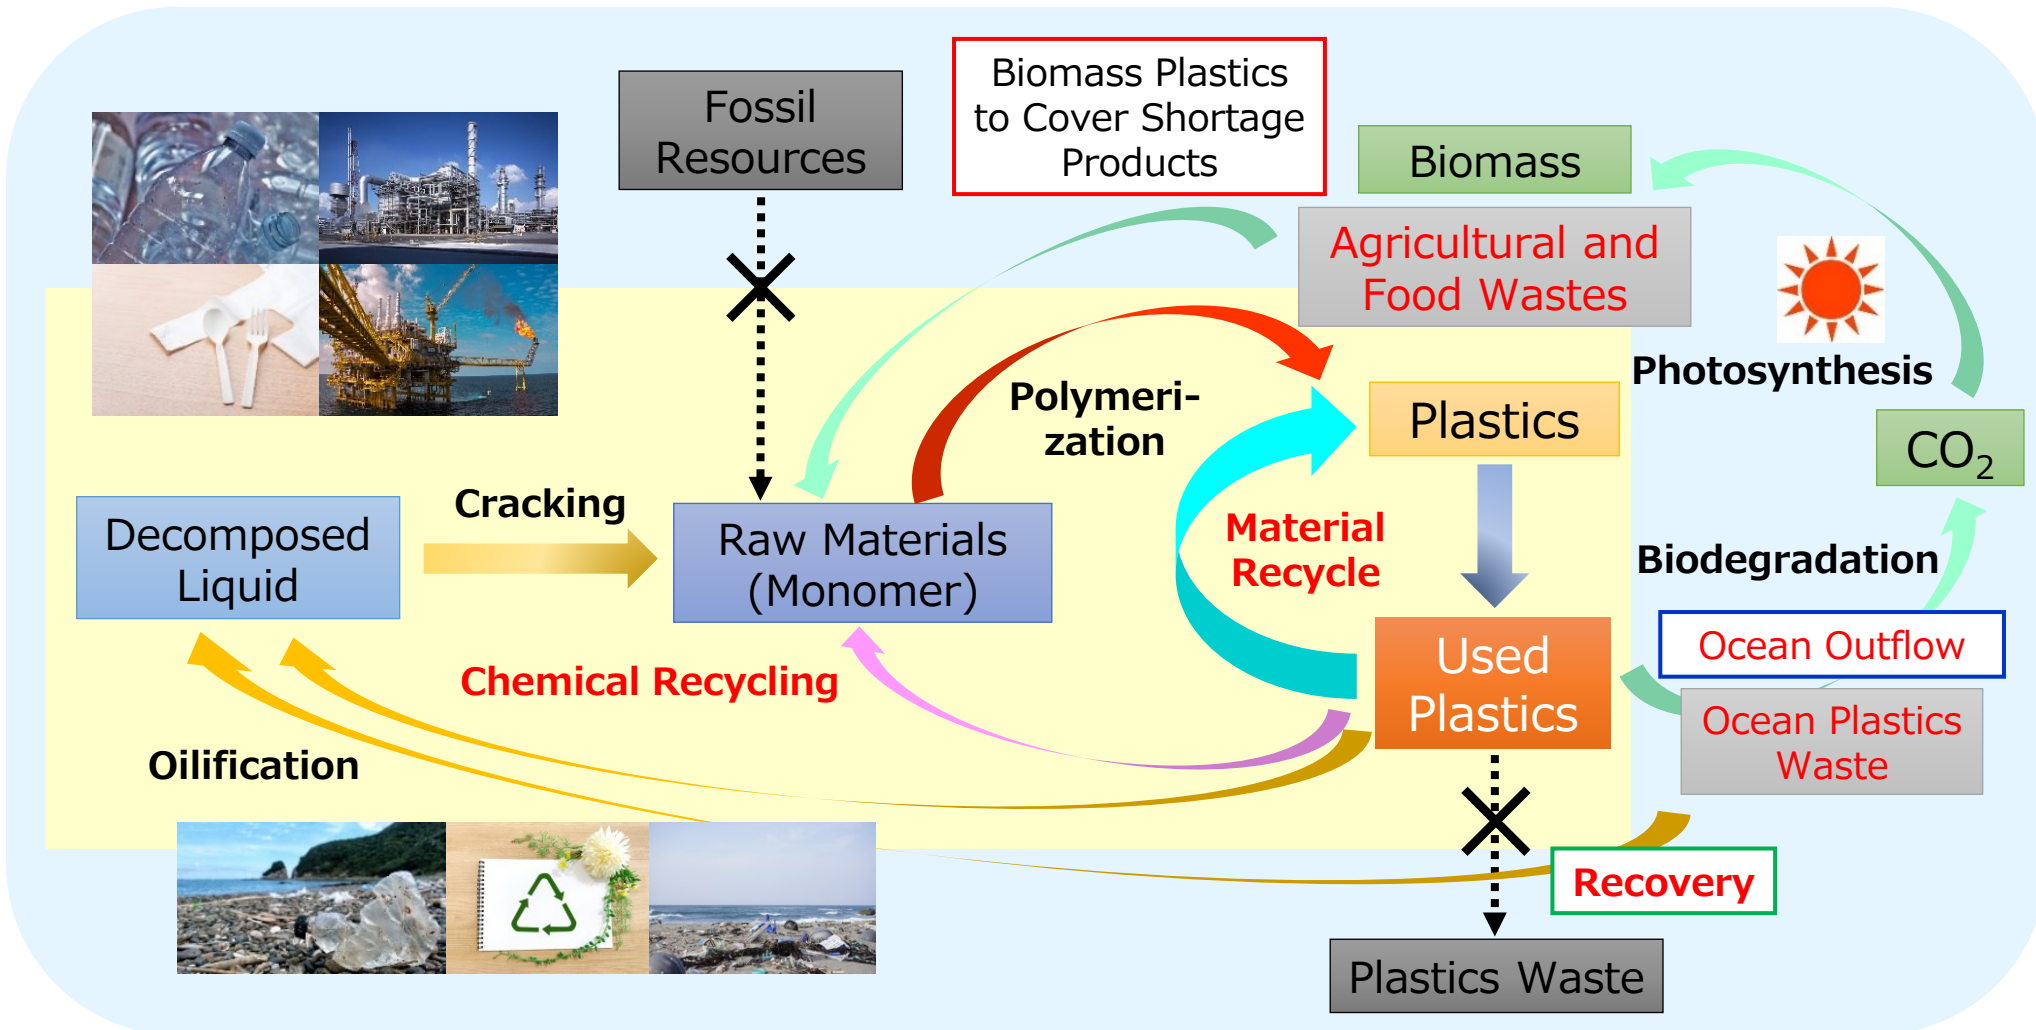 Fossil
Resources
Biomass Plastics
to Cover Shortage
Products
Biomass
Agricultural and
Food Wastes
Photosynthesis
Polymeri-
zation
Plastics
CO₂
Cracking
Decomposed
Liquid
Raw Materials
(Monomer)
Material
Recycle
Biodegradation
Ocean Outflow
Used
Plastics
Chemical Recycling
Ocean Plastics
Waste
Oilification
Recovery
Plastics Waste